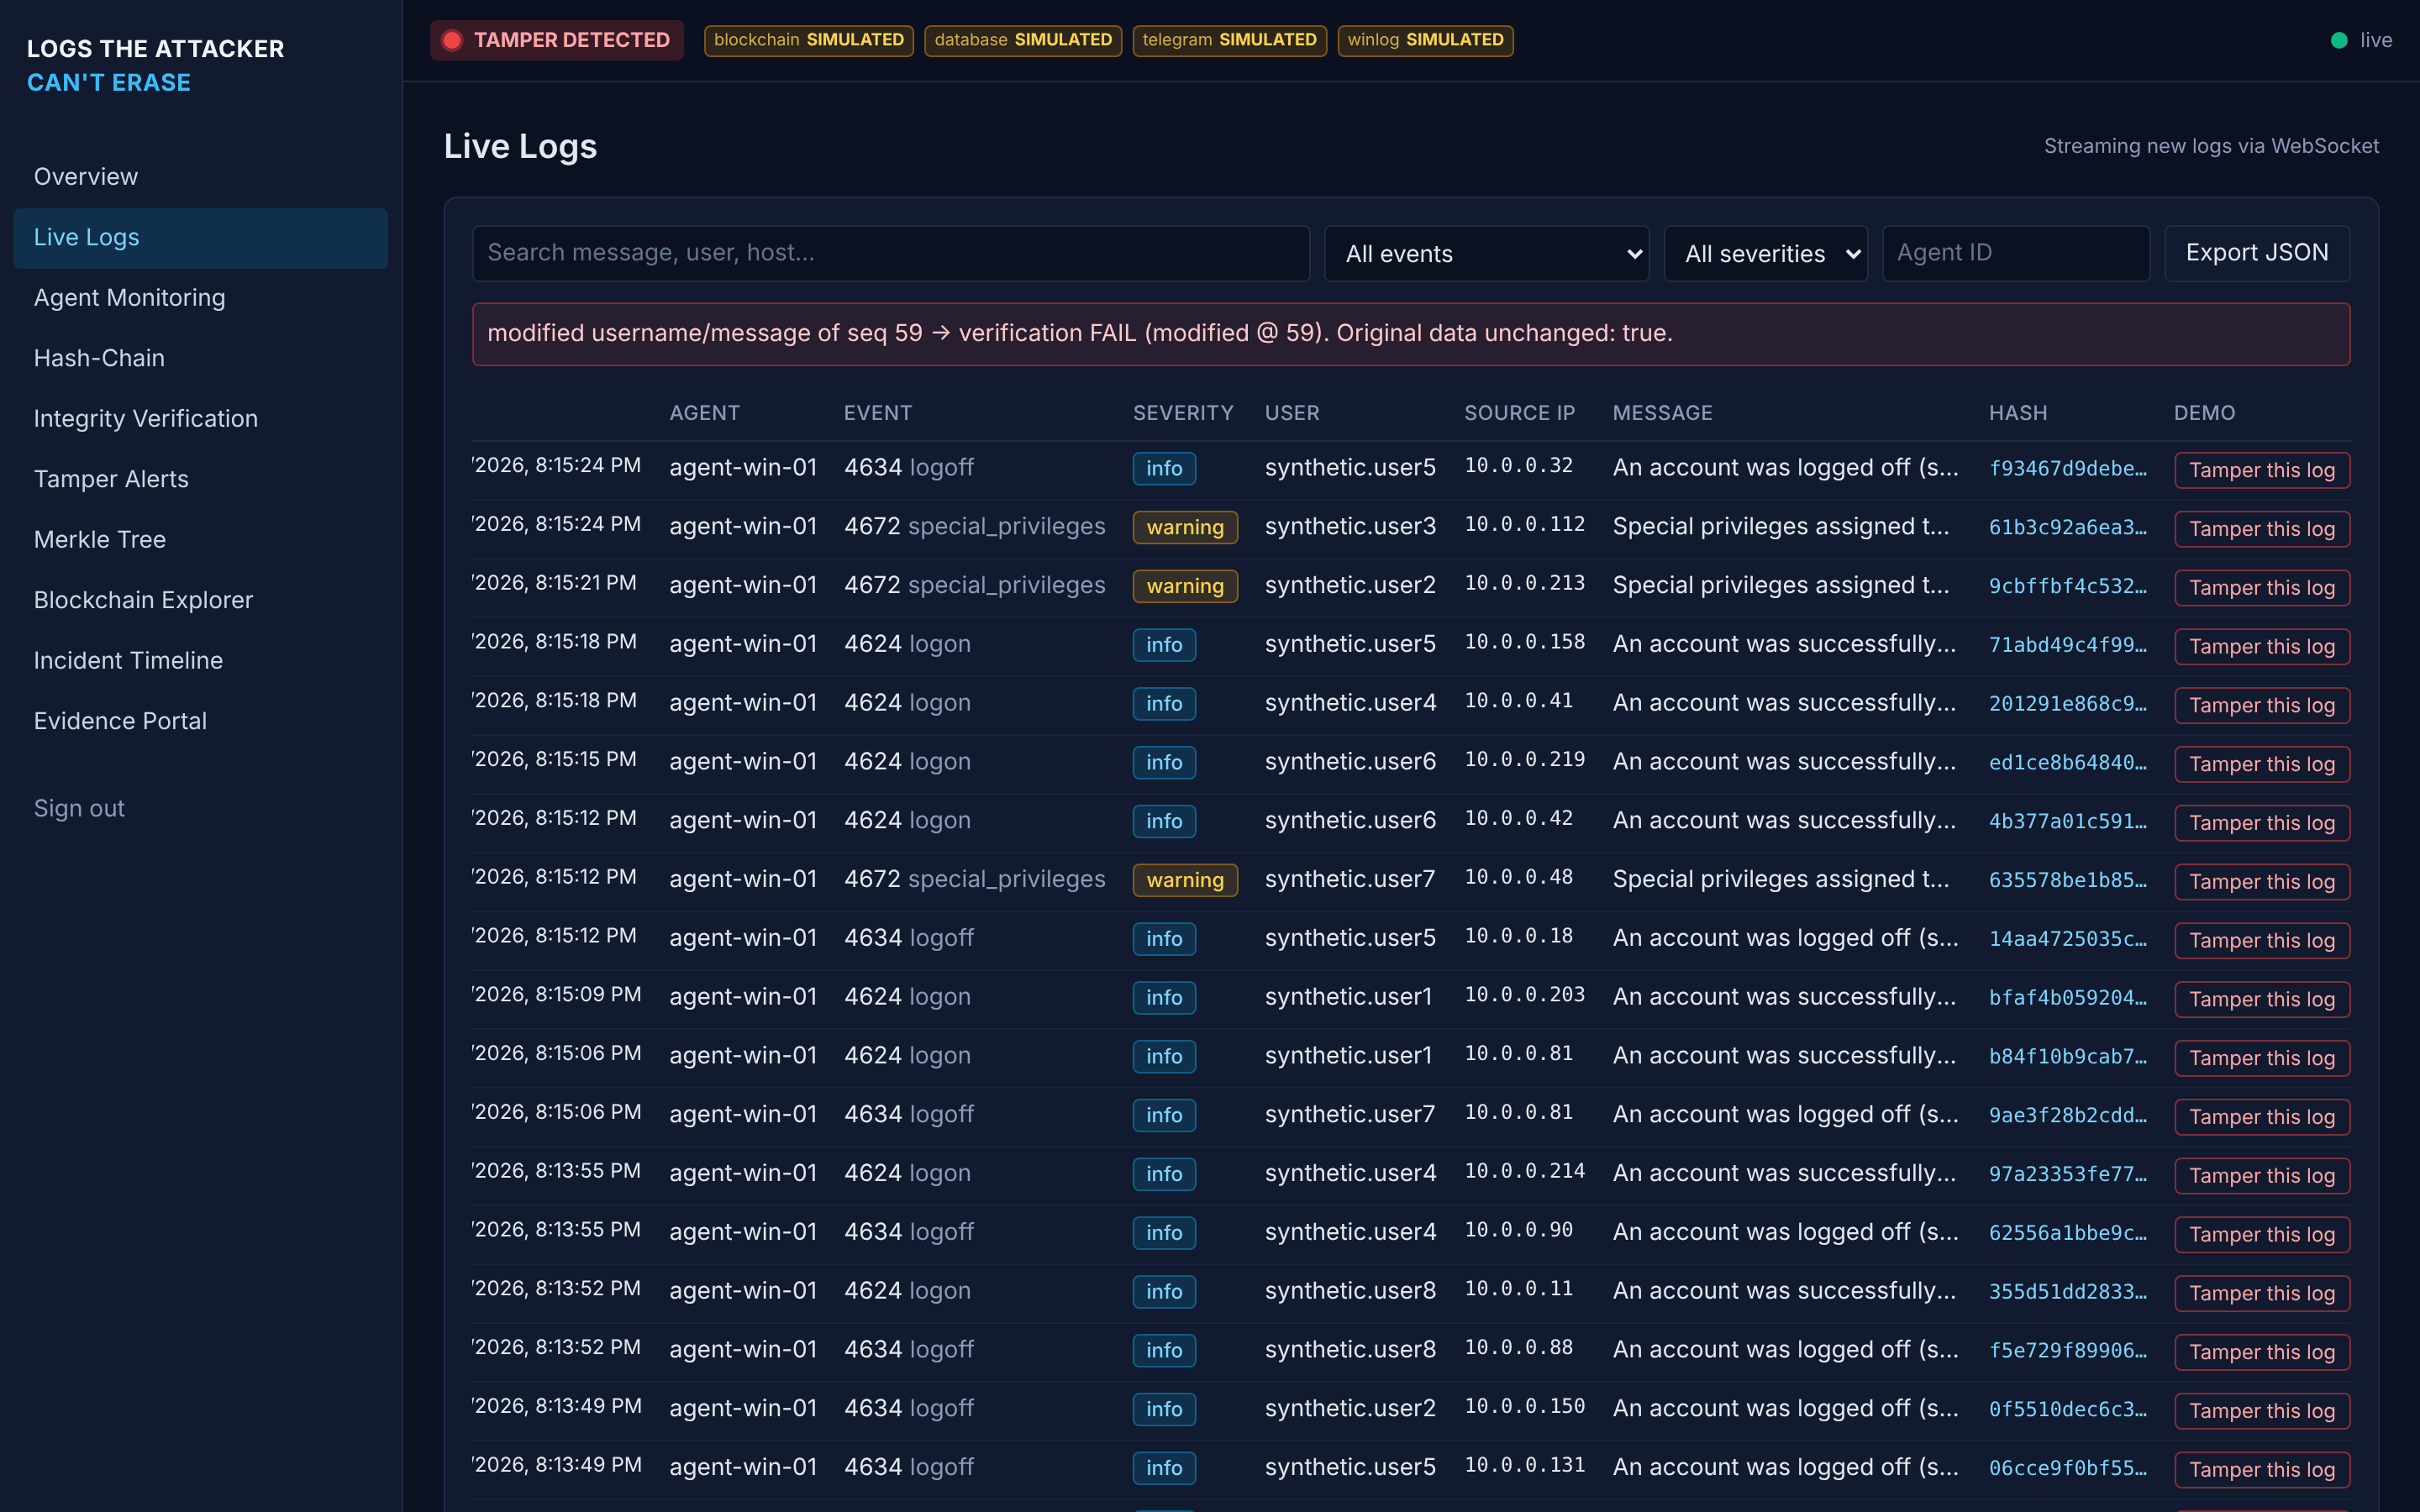 LOGS THE ATTACKER
CAN'T ERASE
Overview
Live Logs
Agent Monitoring
Hash-Chain
Integrity Verification
Tamper Alerts
Merkle Tree
Blockchain Explorer
Incident Timeline
Evidence Portal
Sign out
TAMPER DETECTED blockchain SIMULATED database SIMULATED telegram SIMULATED winlog SIMULATED live
Live Logs Streaming new logs via WebSocket
Search message, user, host... All events All severities Agent ID Export JSON
modified username/message of seq 59 → verification FAIL (modified @ 59). Original data unchanged: true.
AGENT EVENT SEVERITY USER SOURCE IP MESSAGE HASH DEMO
/2026, 8:15:24 PM agent-win-01 4634 logoff info synthetic.user5 10.0.0.32 An account was logged off (s... f93467d9debe… Tamper this log
/2026, 8:15:24 PM agent-win-01 4672 special_privileges warning synthetic.user3 10.0.0.112 Special privileges assigned t... 61b3c92a6ea3… Tamper this log
/2026, 8:15:21 PM agent-win-01 4672 special_privileges warning synthetic.user2 10.0.0.213 Special privileges assigned t... 9cbffbf4c532… Tamper this log
/2026, 8:15:18 PM agent-win-01 4624 logon info synthetic.user5 10.0.0.158 An account was successfully... 71abd49c4f99… Tamper this log
/2026, 8:15:18 PM agent-win-01 4624 logon info synthetic.user4 10.0.0.41 An account was successfully... 201291e868c9… Tamper this log
/2026, 8:15:15 PM agent-win-01 4624 logon info synthetic.user6 10.0.0.219 An account was successfully... ed1ce8b64840… Tamper this log
/2026, 8:15:12 PM agent-win-01 4624 logon info synthetic.user6 10.0.0.42 An account was successfully... 4b377a01c591… Tamper this log
/2026, 8:15:12 PM agent-win-01 4672 special_privileges warning synthetic.user7 10.0.0.48 Special privileges assigned t... 635578be1b85… Tamper this log
/2026, 8:15:12 PM agent-win-01 4634 logoff info synthetic.user5 10.0.0.18 An account was logged off (s... 14aa4725035c… Tamper this log
/2026, 8:15:09 PM agent-win-01 4624 logon info synthetic.user1 10.0.0.203 An account was successfully... bfaf4b059204… Tamper this log
/2026, 8:15:06 PM agent-win-01 4624 logon info synthetic.user1 10.0.0.81 An account was successfully... b84f10b9cab7… Tamper this log
/2026, 8:15:06 PM agent-win-01 4634 logoff info synthetic.user7 10.0.0.81 An account was logged off (s... 9ae3f28b2cdd… Tamper this log
/2026, 8:13:55 PM agent-win-01 4624 logon info synthetic.user4 10.0.0.214 An account was successfully... 97a23353fe77… Tamper this log
/2026, 8:13:55 PM agent-win-01 4634 logoff info synthetic.user4 10.0.0.90 An account was logged off (s... 62556a1bbe9c… Tamper this log
/2026, 8:13:52 PM agent-win-01 4624 logon info synthetic.user8 10.0.0.11 An account was successfully... 355d51dd2833… Tamper this log
/2026, 8:13:52 PM agent-win-01 4634 logoff info synthetic.user8 10.0.0.88 An account was logged off (s... f5e729f89906… Tamper this log
/2026, 8:13:49 PM agent-win-01 4634 logoff info synthetic.user2 10.0.0.150 An account was logged off (s... 0f5510dec6c3… Tamper this log
/2026, 8:13:49 PM agent-win-01 4634 logoff info synthetic.user5 10.0.0.131 An account was logged off (s... 06cce9f0bf55… Tamper this log